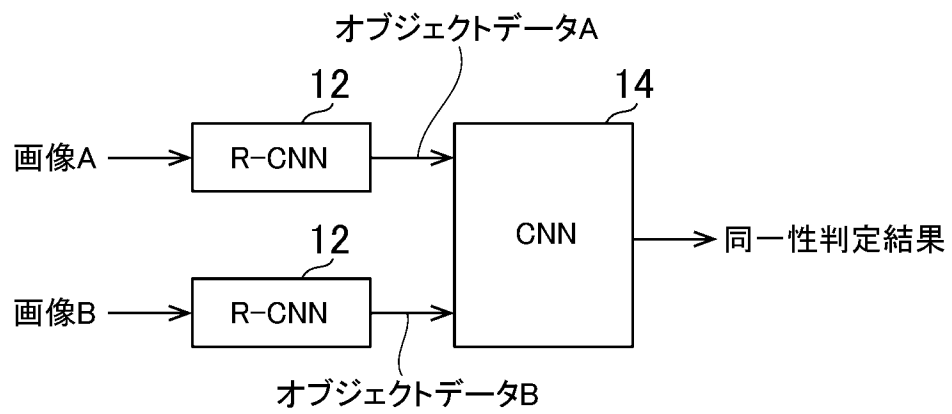 オブジェクトデータA
12
14
画像A
R-CNN
CNN
同一性判定結果
12
画像B
R-CNN
オブジェクトデータB